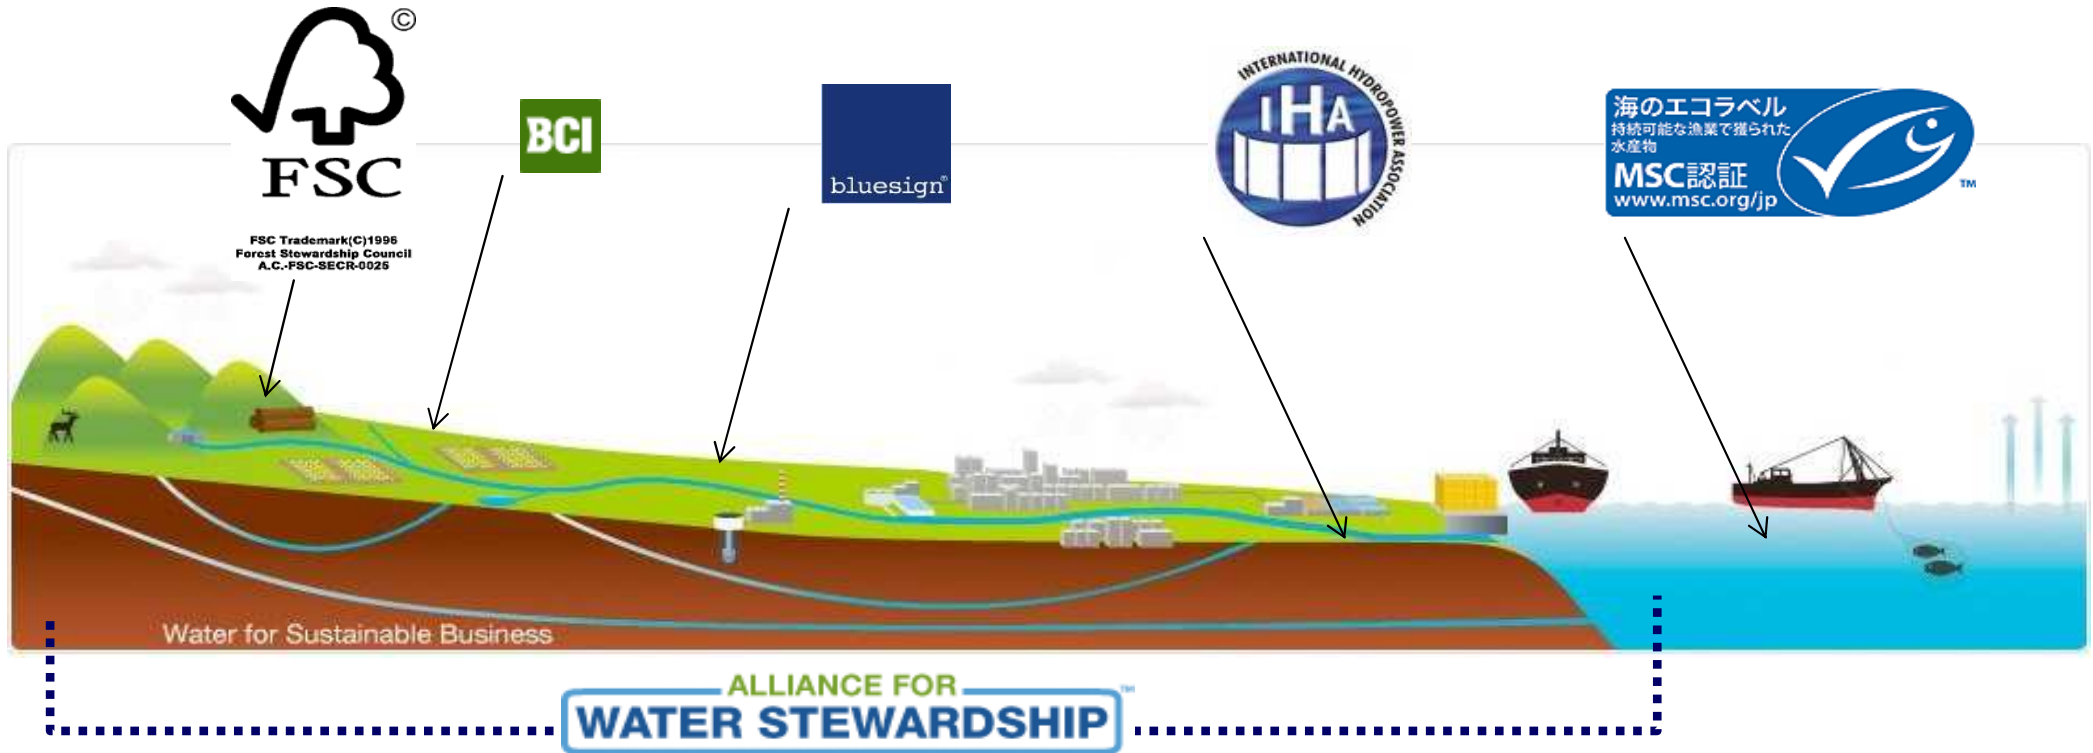 ©
FSC
FSC Trademark(C)1996
Forest Stewardship Council
A.C.-FSC-SECR-0025
BCI
bluesign®
INTERNATIONAL HYDROPOWER ASSOCIATION
IHA
海のエコラベル
持続可能な漁業で獲られた
水産物
MSC認証
www.msc.org/jp
TM
Water for Sustainable Business
ALLIANCE FOR
WATER STEWARDSHIP
TM